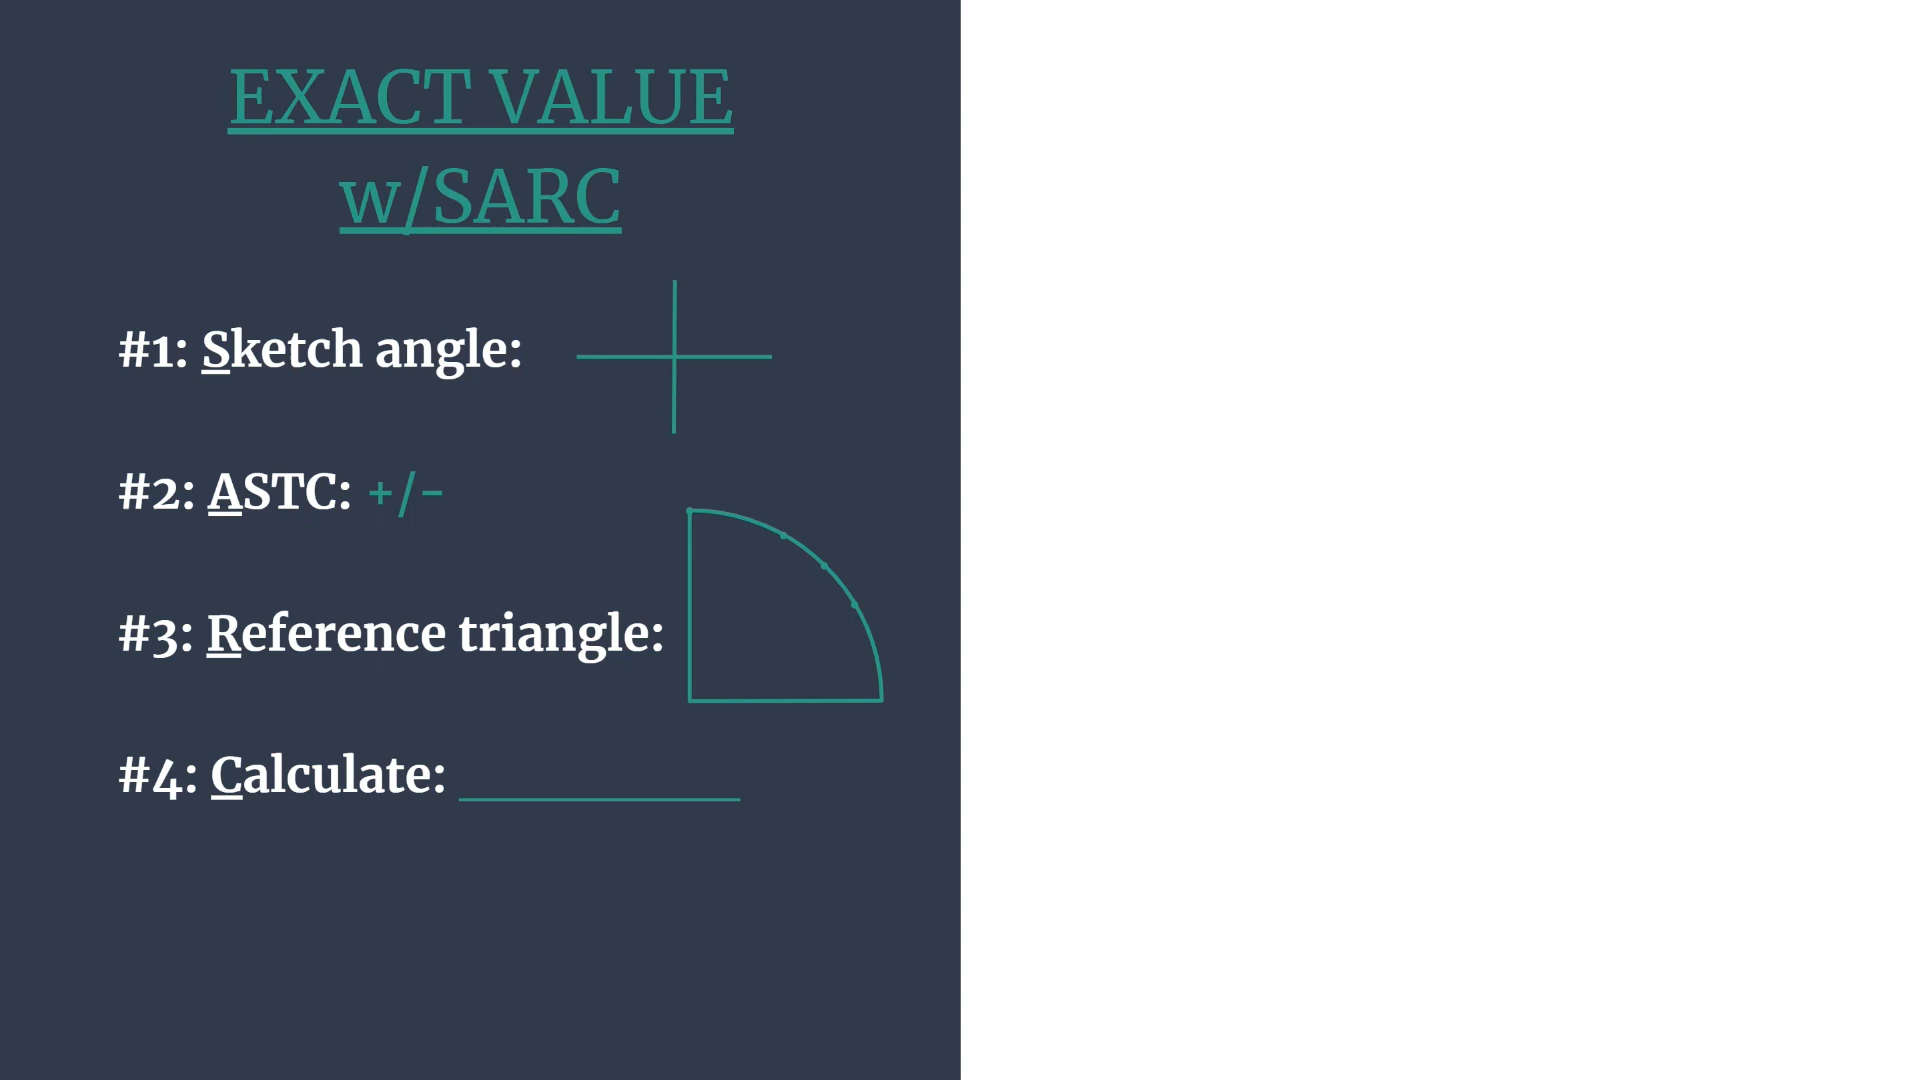 EXACT VALUE
w/SARC
#1: Sketch angle:
#2: ASTC: +/-
#3: Reference triangle:
#4: Calculate: